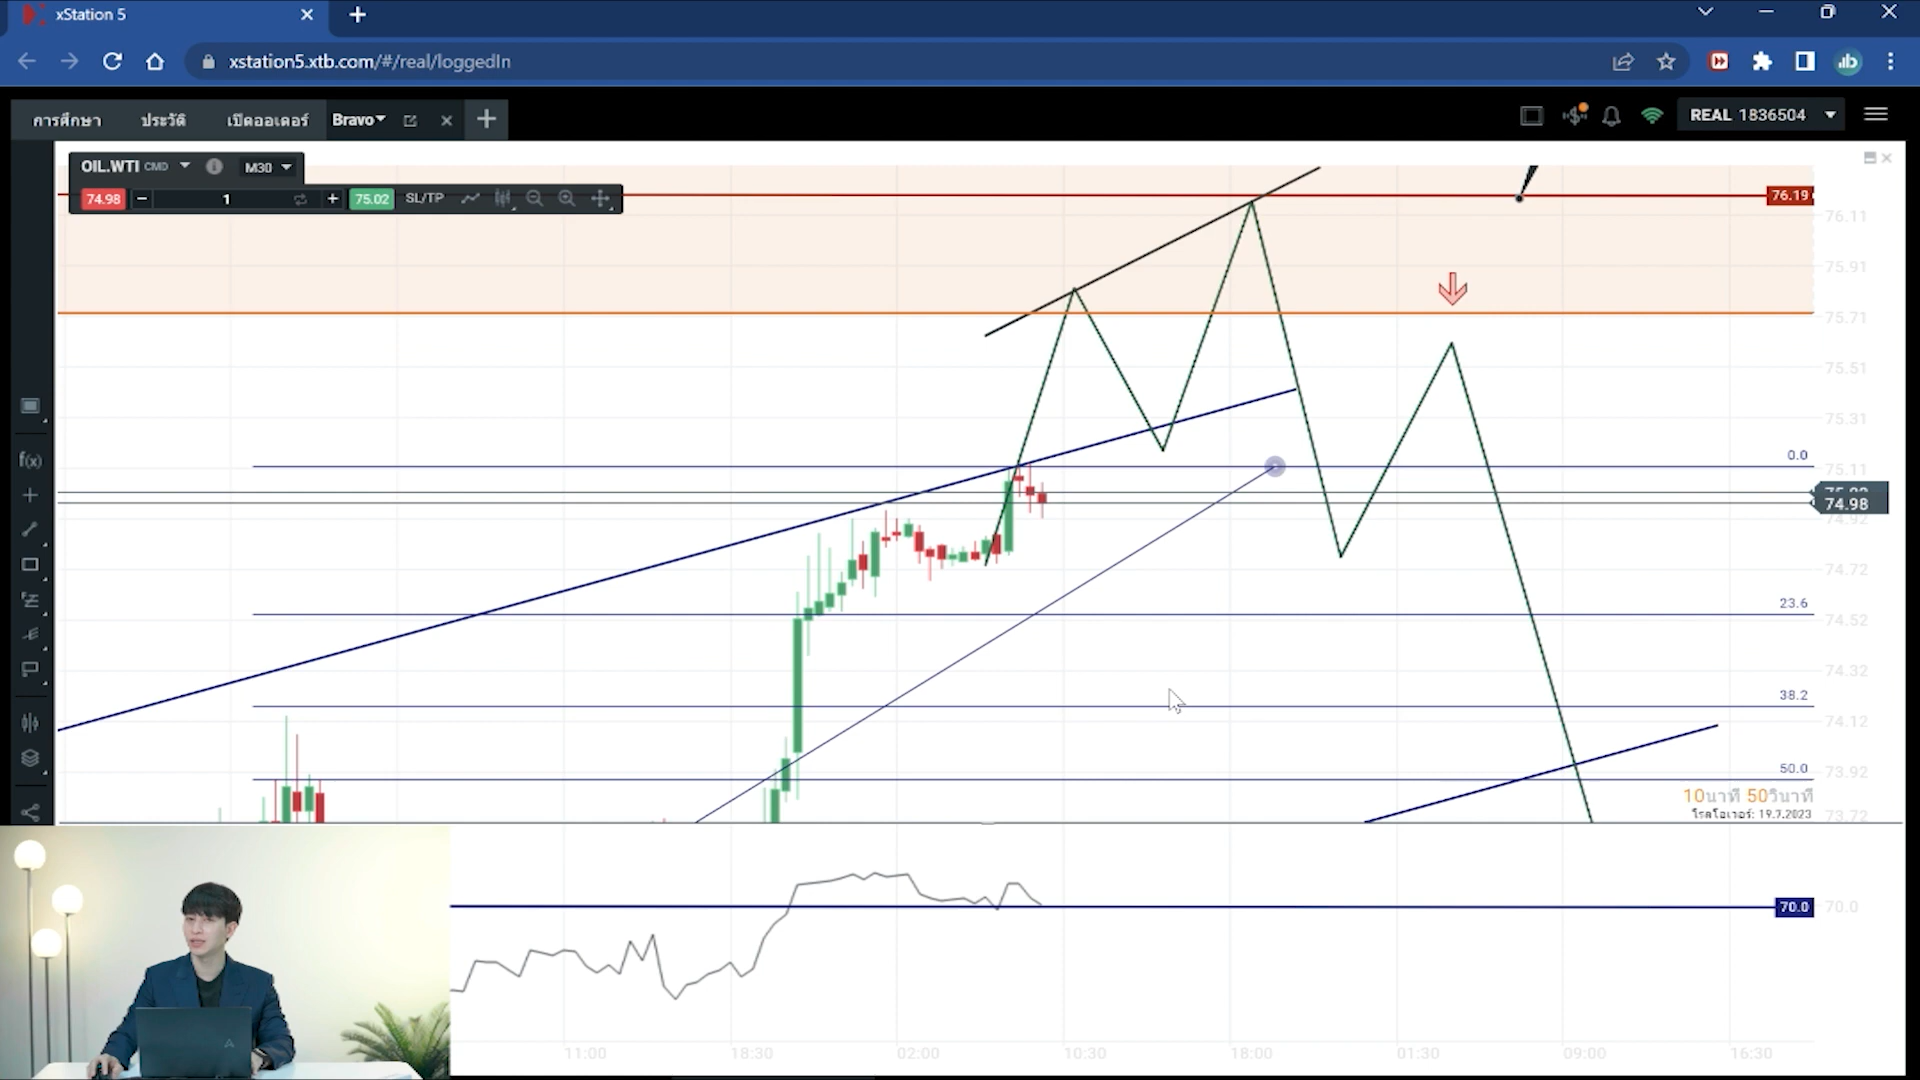 xStation 5
xstation5.xtb.com/#/real/loggedIn
การศึกษา ประวัติ เปิดออเดอร์ Bravo REAL 1836504
OIL.WTI CMD M30
74.98 1 75.02 SL/TP
76.19
76.11
75.91
75.71
75.51
75.31
0.0
75.11
74.98
74.92
74.72
23.6
74.52
74.32
38.2
74.12
50.0
73.92
10นาที 50วินาที
โรลโอเวอร์: 19.7.2023
73.72
f(x)
70.0 70.0
11:00 18:30 02:00 10:30 18:00 01:30 09:00 16:30